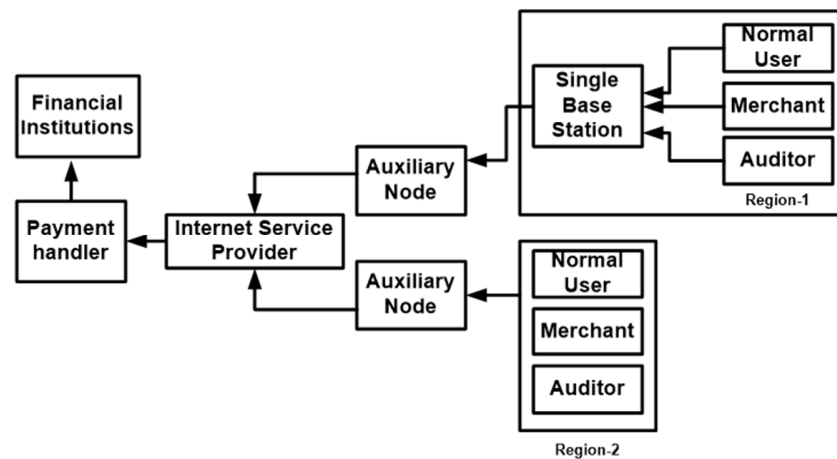 Financial
Institutions
Payment
handler
Internet Service
Provider
Auxiliary
Node
Auxiliary
Node
Single
Base
Station
Normal
User
Merchant
Auditor
Region-1
Normal
User
Merchant
Auditor
Region-2